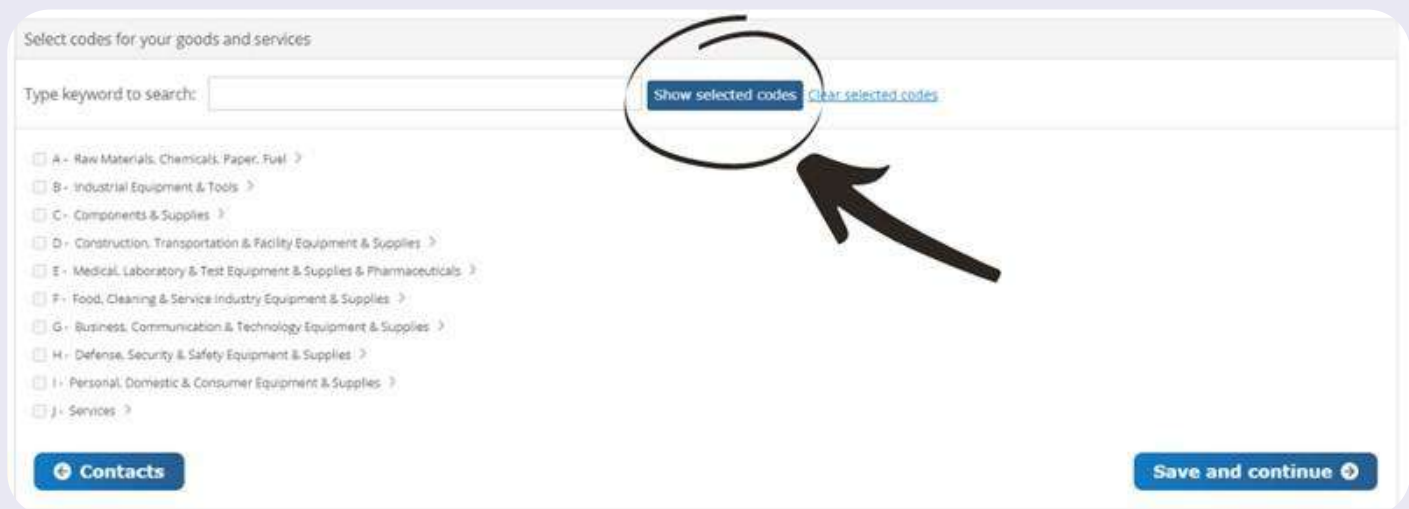 Select codes for your goods and services
Type keyword to search: Show selected codes Clear selected codes
A - Raw Materials, Chemicals, Paper, Fuel >
B - Industrial Equipment & Tools >
C - Components & Supplies >
D - Construction, Transportation & Facility Equipment & Supplies >
E - Medical, Laboratory & Test Equipment & Supplies & Pharmaceuticals >
F - Food, Cleaning & Service Industry Equipment & Supplies >
G - Business, Communication & Technology Equipment & Supplies >
H - Defense, Security & Safety Equipment & Supplies >
I - Personal, Domestic & Consumer Equipment & Supplies >
J - Services >
Contacts Save and continue